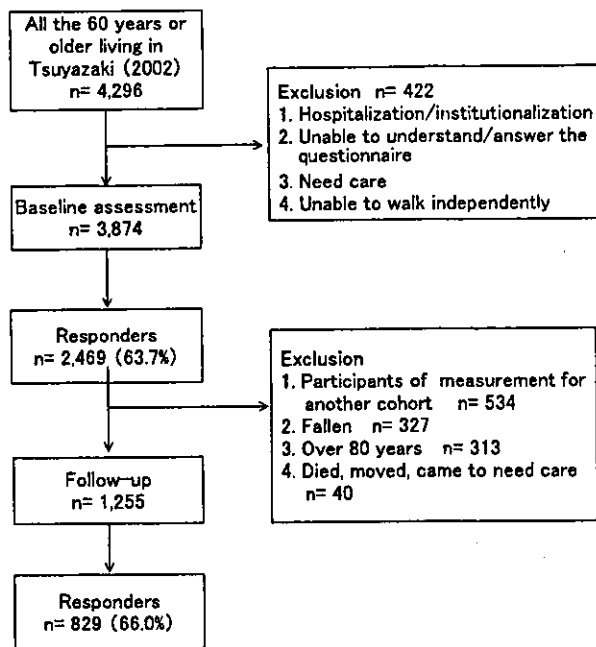 All the 60 years or
older living in
Tsuyazaki (2002)
n= 4,296
Exclusion n= 422
1. Hospitalization/institutionalization
2. Unable to understand/answer the
questionnaire
3. Need care
4. Unable to walk independently
Baseline assessment
n= 3,874
Responders
n= 2,469 (63.7%)
Exclusion
1. Participants of measurement for
another cohort n= 534
2. Fallen n= 327
3. Over 80 years n= 313
4. Died, moved, came to need care
n= 40
Follow-up
n= 1,255
Responders
n= 829 (66.0%)